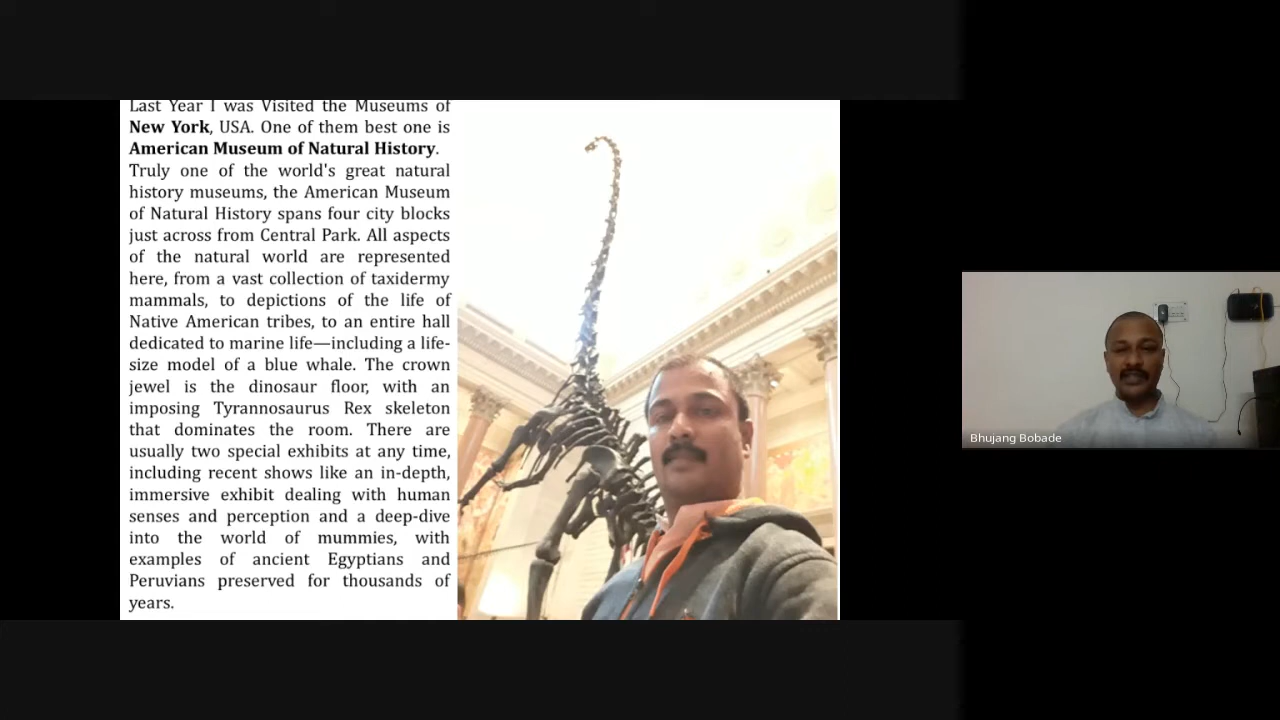 Last Year I was Visited the Museums of
New York, USA. One of them best one is
American Museum of Natural History.
Truly one of the world's great natural
history museums, the American Museum
of Natural History spans four city blocks
just across from Central Park. All aspects
of the natural world are represented
here, from a vast collection of taxidermy
mammals, to depictions of the life of
Native American tribes, to an entire hall
dedicated to marine life—including a life-
size model of a blue whale. The crown
jewel is the dinosaur floor, with an
imposing Tyrannosaurus Rex skeleton
that dominates the room. There are
usually two special exhibits at any time,
including recent shows like an in-depth,
immersive exhibit dealing with human
senses and perception and a deep-dive
into the world of mummies, with
examples of ancient Egyptians and
Peruvians preserved for thousands of
years.
Bhujang Bobade